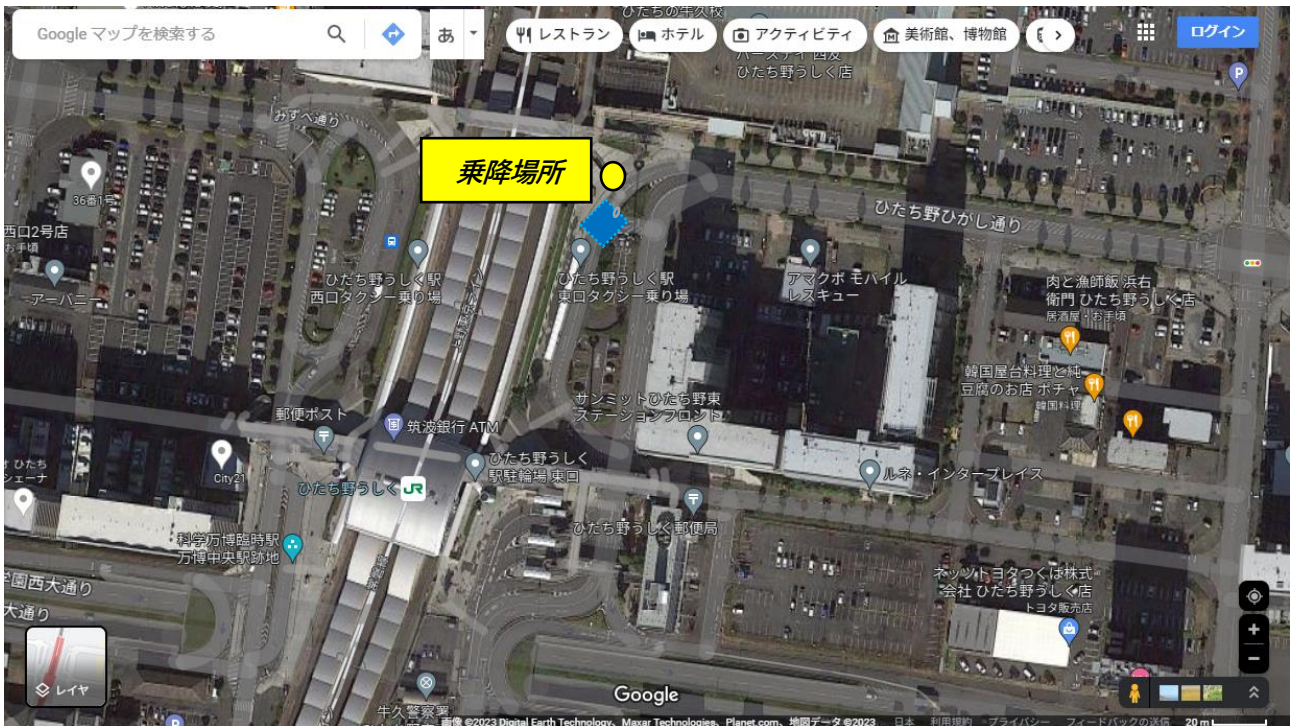 Google マップを検索する
あ
レストラン
ホテル
アクティビティ
美術館、博物館
ログイン
ひたちの牛久校
ひたち野うしく店
みずべ通り
乗降場所
36番1号
西口2号店
お手頃
アーバニー
ひたち野うしく駅
西口タクシー乗り場
ひたち野うしく駅
東口タクシー乗り場
ひたち野ひがし通り
アマクボ モバイル
レスキュー
肉と漁師飯 浜右
衛門 ひたち野うしく店
居酒屋・お手頃
韓国屋台料理と純
豆腐のお店 ポチャ
韓国料理
サンミットひたち野東
ステーションフロント
郵便ポスト
筑波銀行 ATM
ひたち野うしく
駅駐輪場 東口
ルネ・インタープレイス
City21
ひたち野うしく
JR
ひたち野うしく郵便局
科学万博臨時駅
万博中央駅跡地
学園西大通り
大通り
ネッツトヨタつくば株式
会社 ひたち野うしく店
トヨタ販売店
レイヤ
牛久警察署
Google
画像 ©2023 Digital Earth Technology、Maxar Technologies、Planet.com、地図データ ©2023
日本
利用規約
プライバシー
フィードバックの送信
20 m